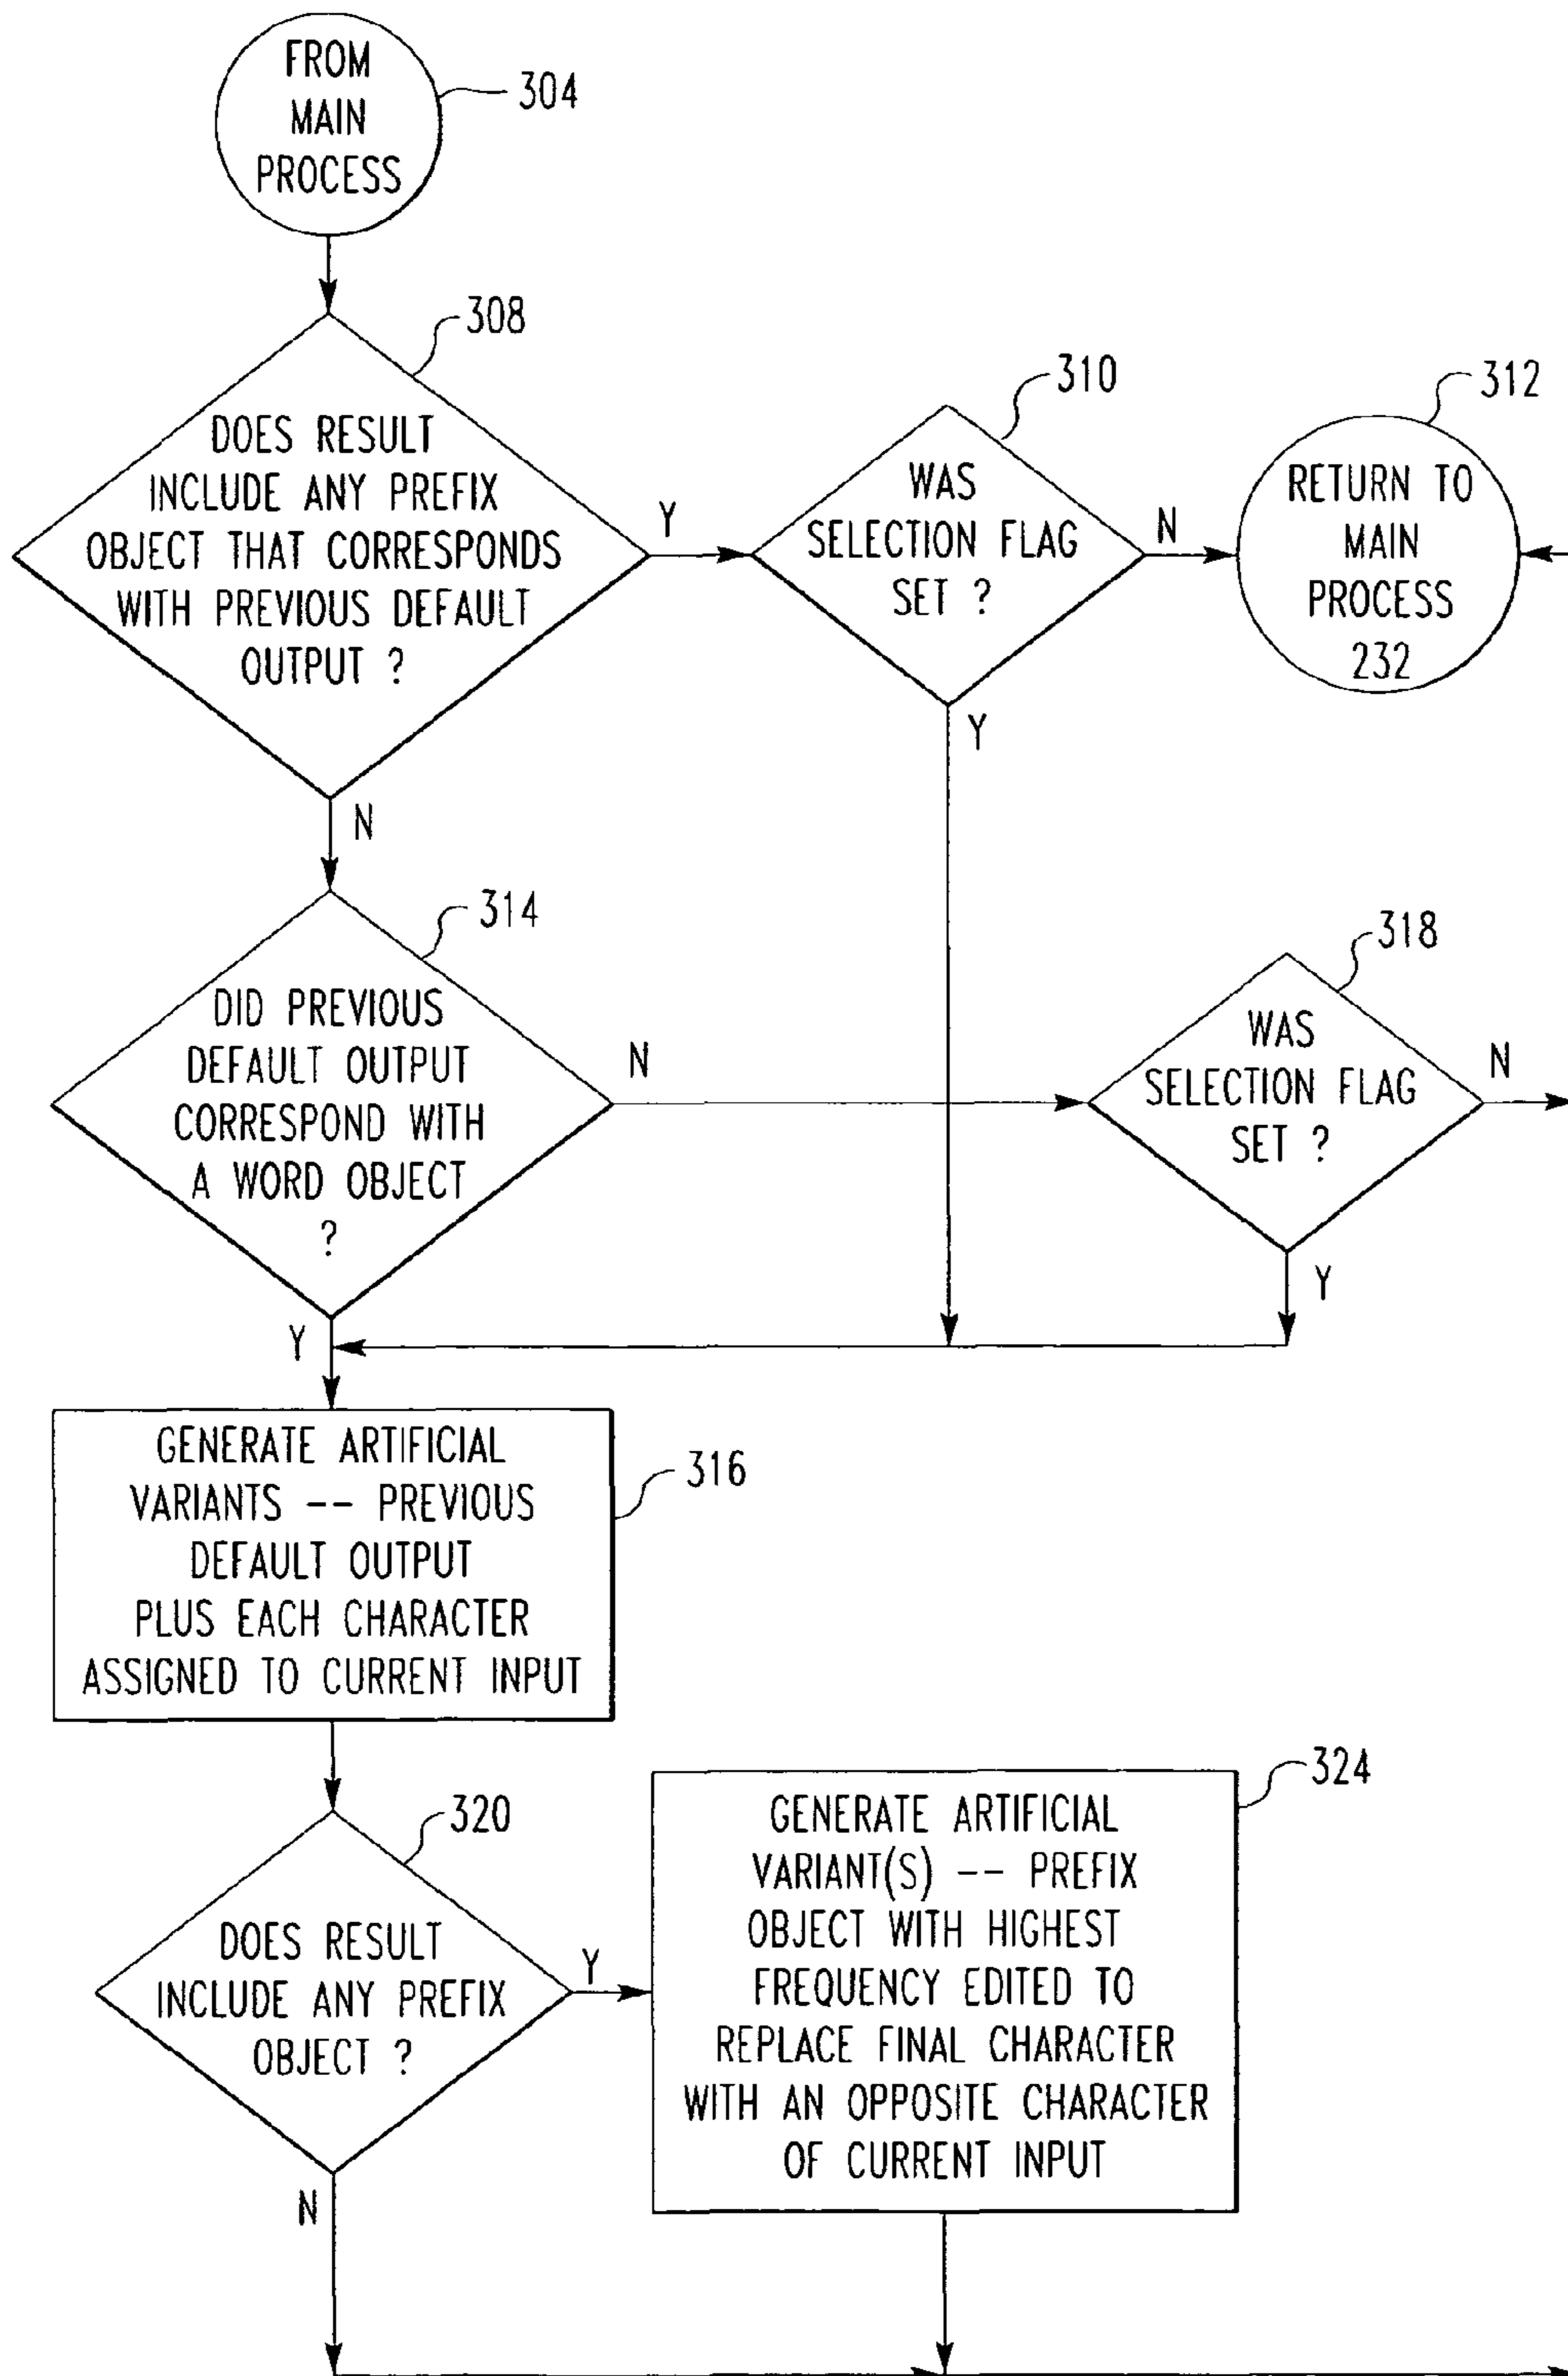 FROM
MAIN
PROCESS
304
308
DOES RESULT
INCLUDE ANY PREFIX
OBJECT THAT CORRESPONDS
WITH PREVIOUS DEFAULT
OUTPUT ?
Y
N
310
WAS
SELECTION FLAG
SET ?
N
Y
312
RETURN TO
MAIN
PROCESS
232
314
DID PREVIOUS
DEFAULT OUTPUT
CORRESPOND WITH
A WORD OBJECT
?
N
Y
318
WAS
SELECTION FLAG
SET ?
N
Y
316
GENERATE ARTIFICIAL
VARIANTS -- PREVIOUS
DEFAULT OUTPUT
PLUS EACH CHARACTER
ASSIGNED TO CURRENT INPUT
320
DOES RESULT
INCLUDE ANY PREFIX
OBJECT ?
Y
N
324
GENERATE ARTIFICIAL
VARIANT(S) -- PREFIX
OBJECT WITH HIGHEST
FREQUENCY EDITED TO
REPLACE FINAL CHARACTER
WITH AN OPPOSITE CHARACTER
OF CURRENT INPUT